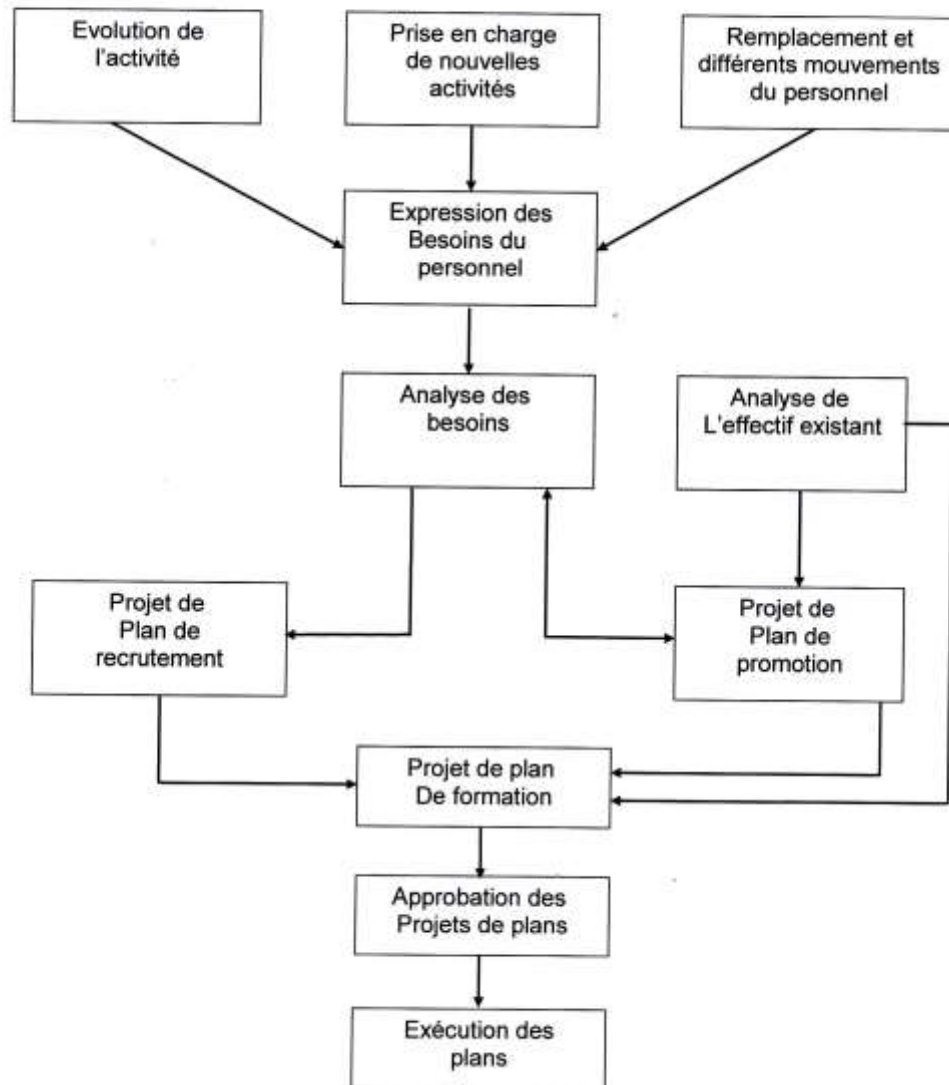 Evolution de
l'activité
Prise en charge
de nouvelles
activités
Remplacement et
différents mouvements
du personnel
Expression des
Besoins du
personnel
Analyse des
besoins
Analyse de
L'effectif existant
Projet de
Plan de
recrutement
Projet de
Plan de
promotion
Projet de plan
De formation
Approbation des
Projets de plans
Exécution des
plans